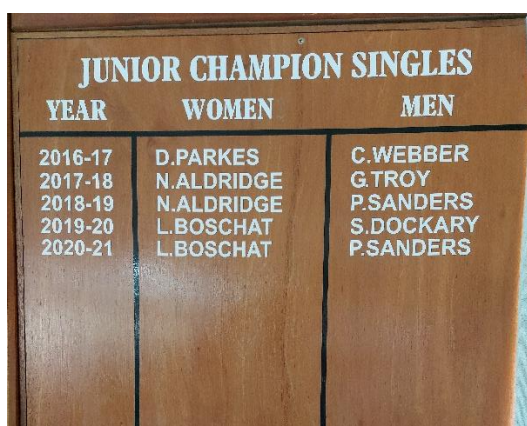 JUNIOR CHAMPION SINGLES
YEAR WOMEN MEN
2016-17 D.PARKES C.WEBBER
2017-18 N.ALDRIDGE G.TROY
2018-19 N.ALDRIDGE P.SANDERS
2019-20 L.BOSCHAT S.DOCKARY
2020-21 L.BOSCHAT P.SANDERS